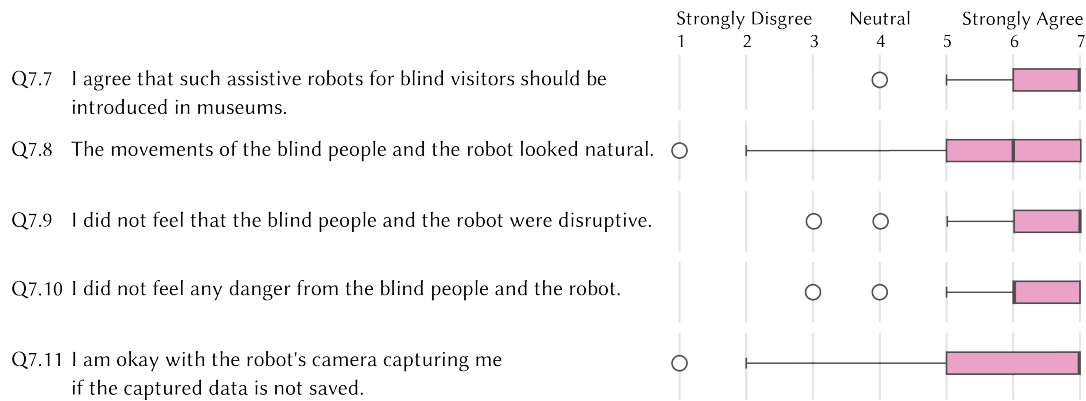 Strongly Disgree Neutral Strongly Agree
1 2 3 4 5 6 7
Q7.7 I agree that such assistive robots for blind visitors should be
introduced in museums.
Q7.8 The movements of the blind people and the robot looked natural.
Q7.9 I did not feel that the blind people and the robot were disruptive.
Q7.10 I did not feel any danger from the blind people and the robot.
Q7.11 I am okay with the robot's camera capturing me
if the captured data is not saved.